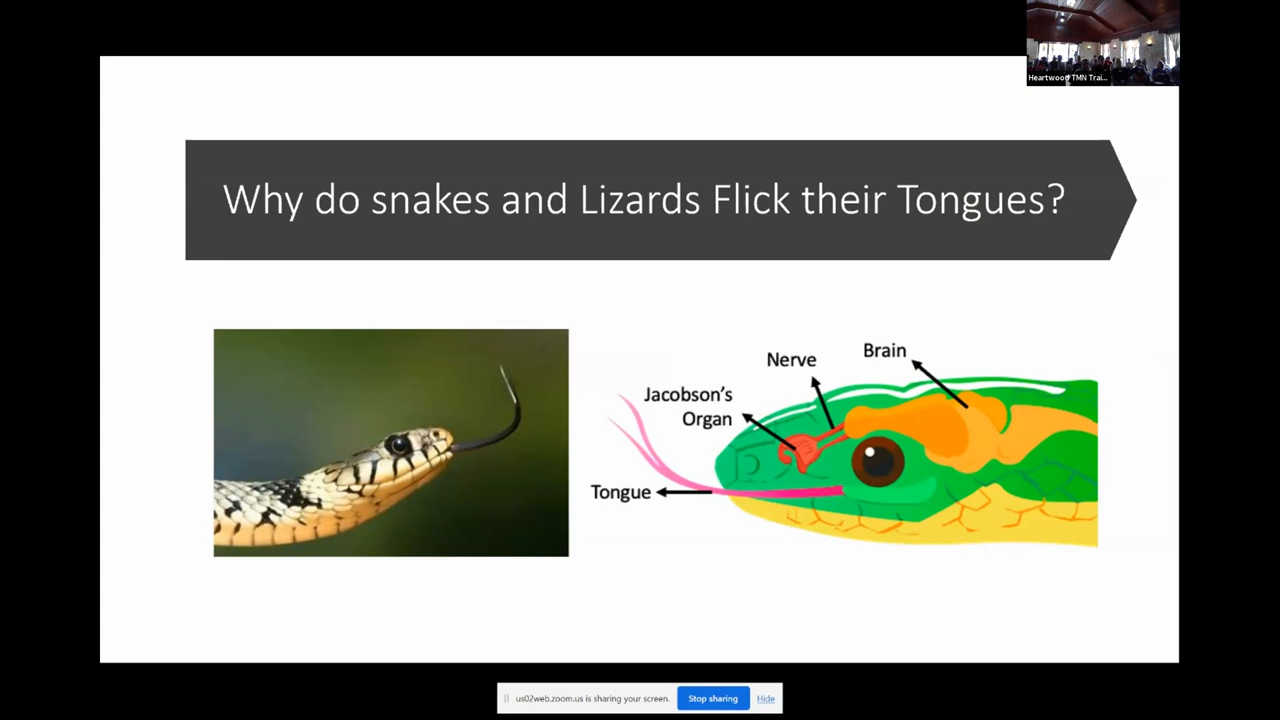 Heartwood TMN Trai...
Why do snakes and Lizards Flick their Tongues?
Brain
Nerve
Jacobson's
Organ
Tongue
us02web.zoom.us is sharing your screen.
Stop sharing
Hide